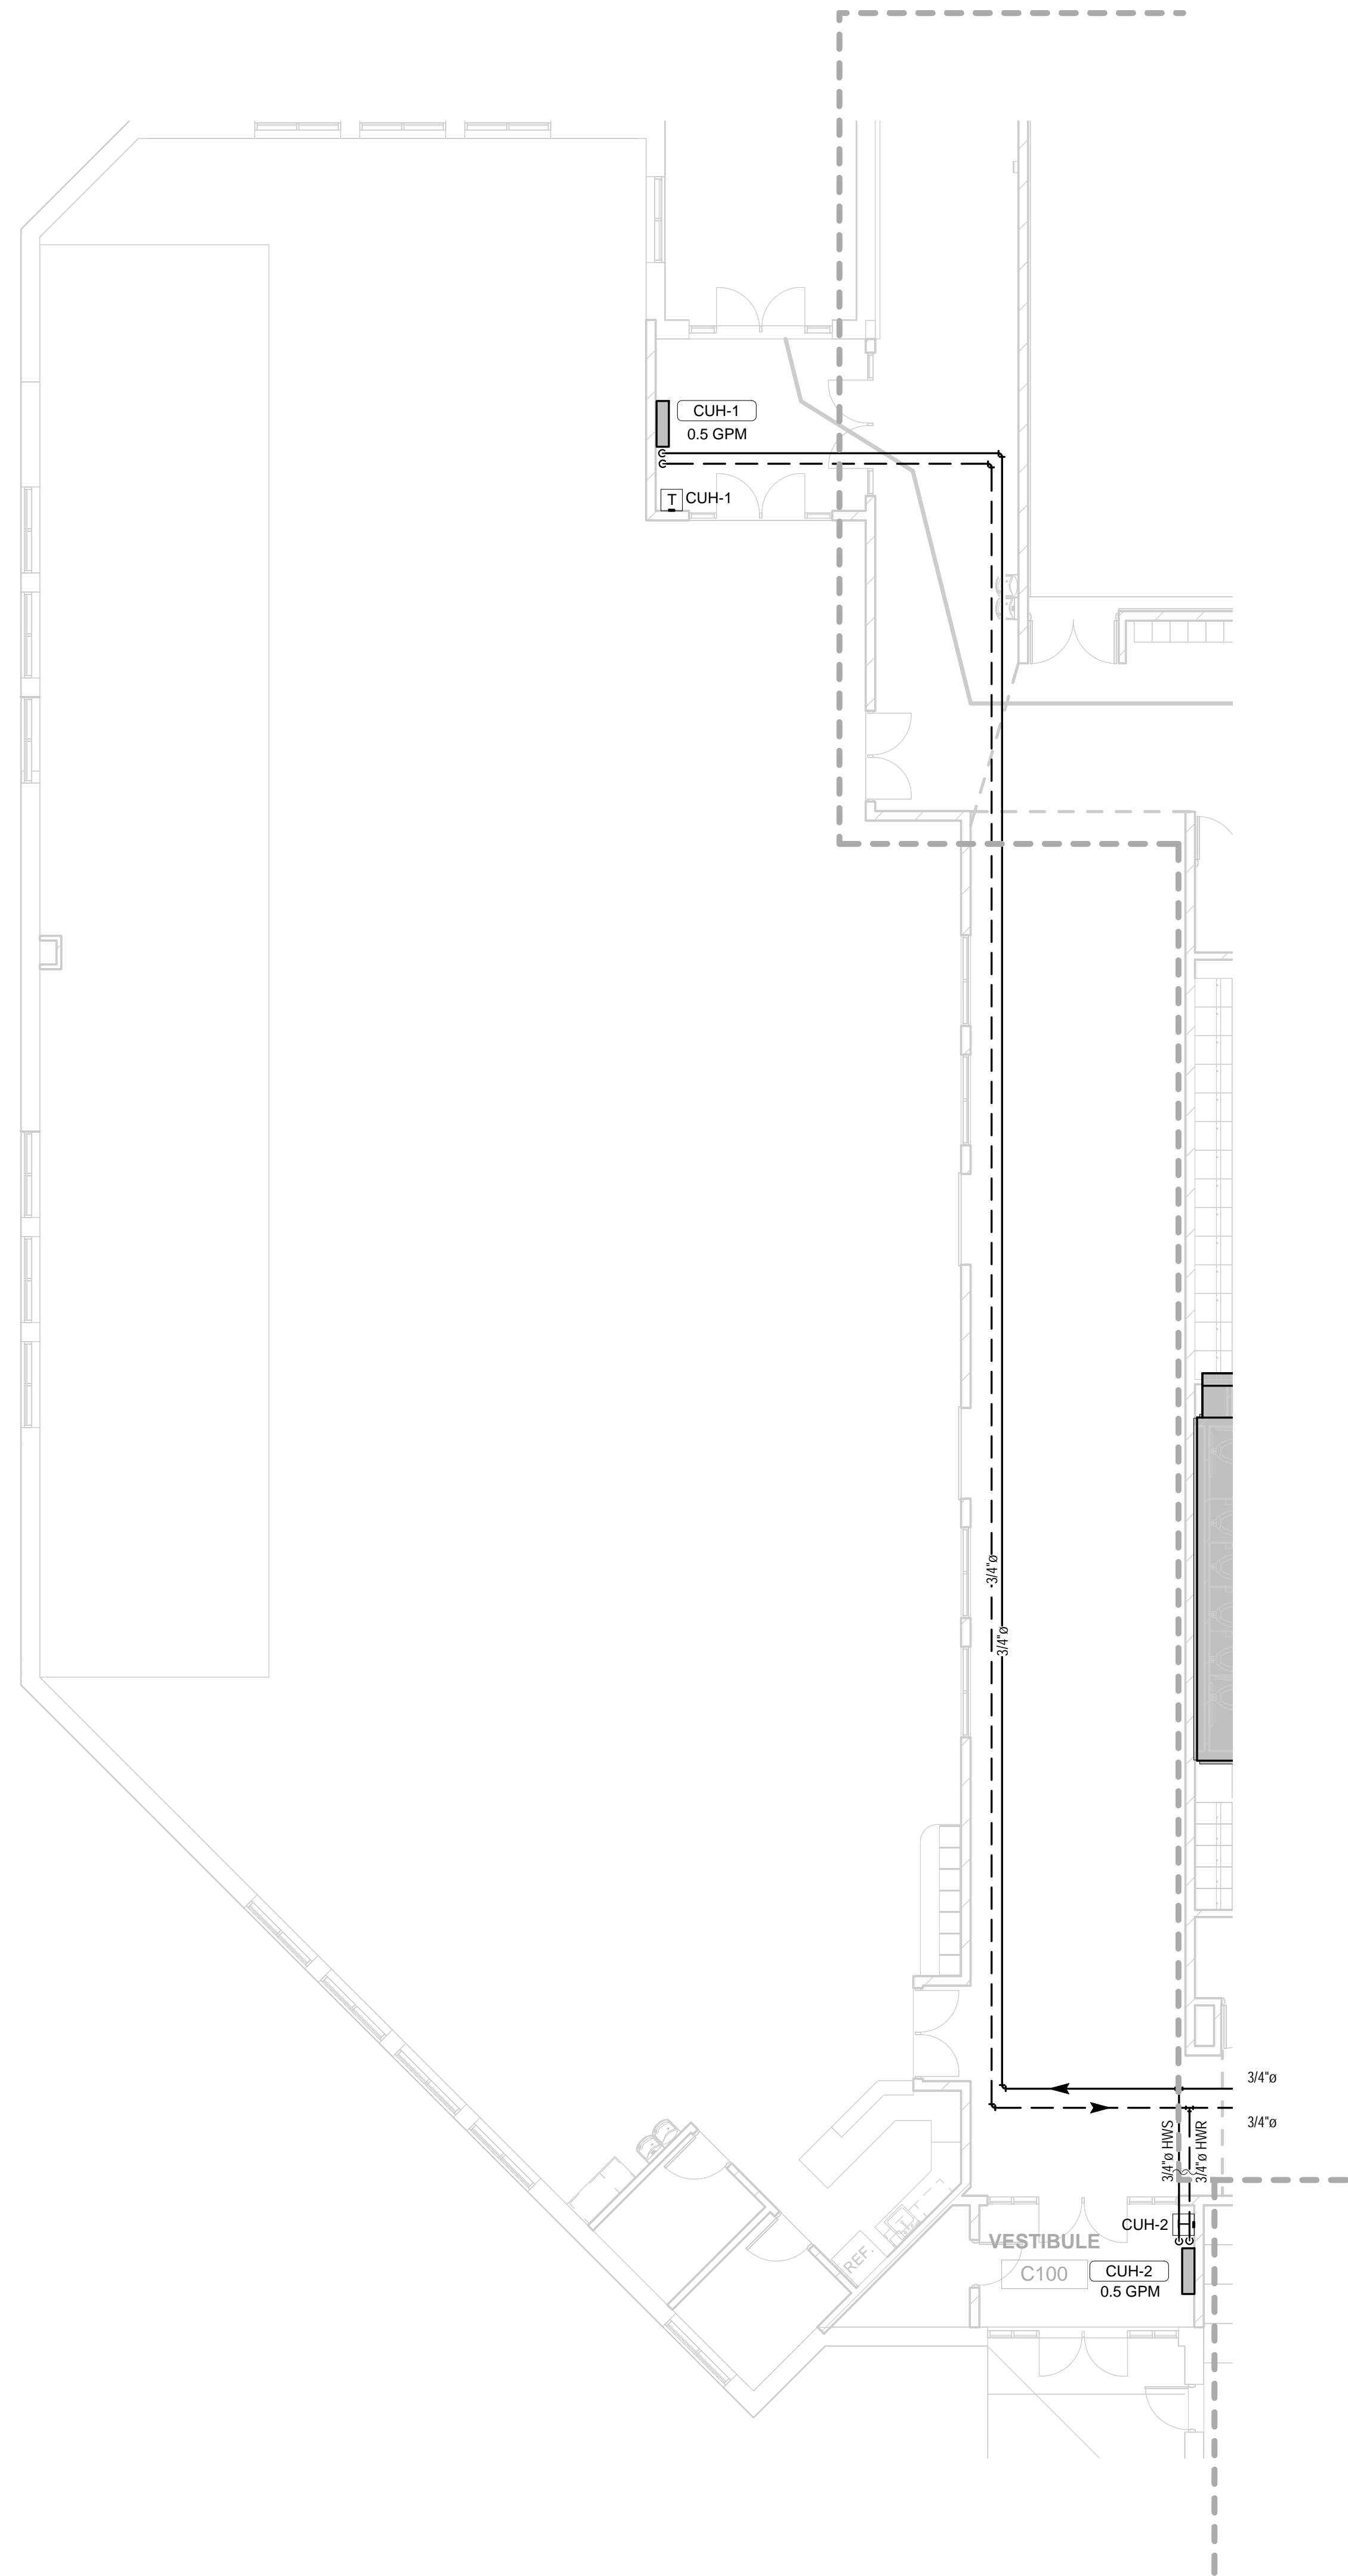 CUH-1
0.5 GPM
T
CUH-1
3/4"ø
3/4"ø
3/4"ø
3/4"ø
3/4"ø HWS
3/4"ø HWR
CUH-2
T
VESTIBULE
C100
CUH-2
0.5 GPM
REF.